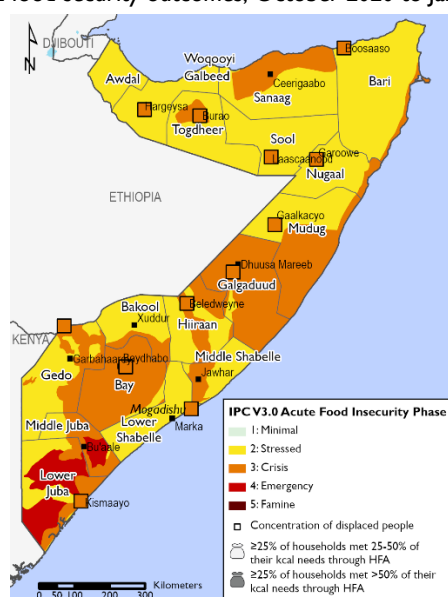 food security outcomes, October 2020 to Ja
N
DJIBOUTI
Boosaaso
Woqooyi
Galbeed
Awdal
Ceerigaabo
Bari
Sanaag
Hargeysa
Burao
Togdheer
Sool
Garoowe
Laascaanood
Nugaal
ETHIOPIA
Gaalkacyo
Mudug
Dhuusa Mareeb
Galgaduud
Bakool
Xuddur
Beledweyne
Hiiraan
KENYA
Garbahaarey
Baydhabo
Gedo
Bay
Middle Shabelle
Jawhar
Mogadishu
Middle Juba
Lower
Shabelle
Marka
Bu'aale
Lower
Juba
Kismaayo
IPC V3.0 Acute Food Insecurity Phase
1: Minimal
2: Stressed
3: Crisis
4: Emergency
5: Famine
Concentration of displaced people
≥25% of households met 25-50% of
their kcal needs through HFA
≥25% of households met >50% of their
kcal needs through HFA
Kilometers
0 50 100 200 300